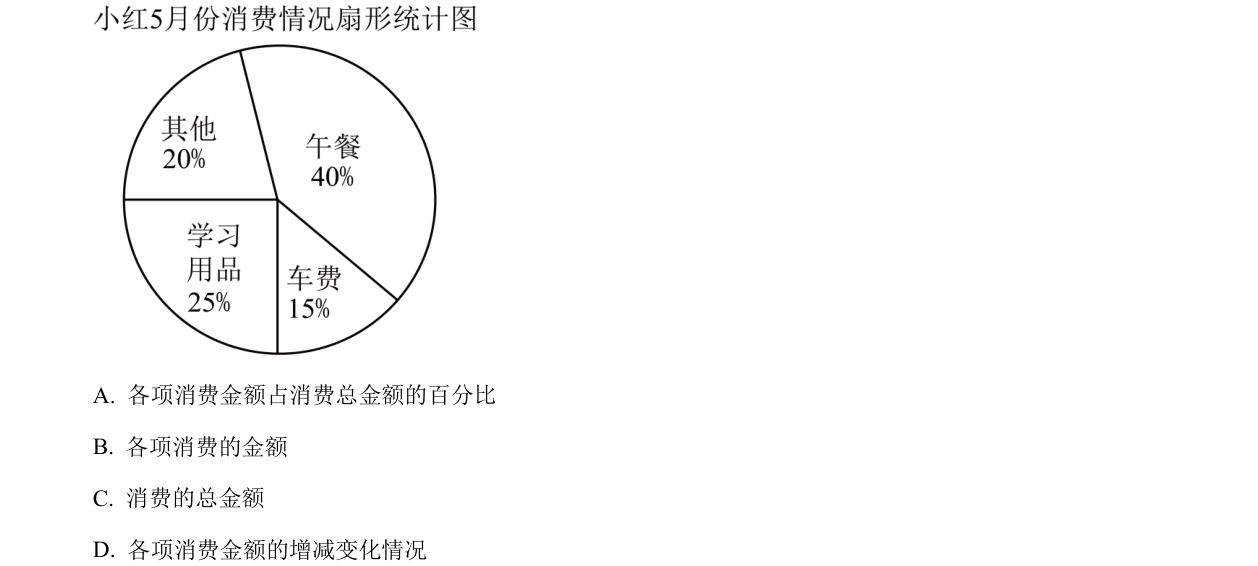 小红5月份消费情况扇形统计图
其他
20%
午餐
40%
学习
用品
25%
车费
15%
A. 各项消费金额占消费总金额的百分比
B. 各项消费的金额
C. 消费的总金额
D. 各项消费金额的增减变化情况